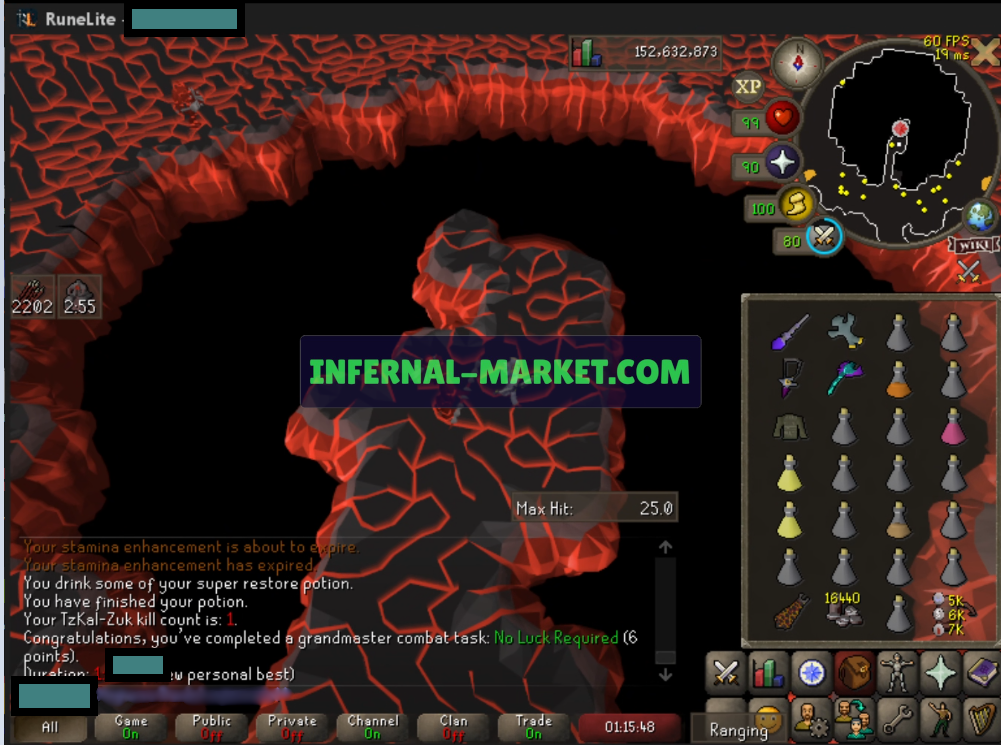 RuneLite -
60 FPS
19 ms
152,632,873
N
XP
99
90
100
80
WIKI
2202 2:55
INFERNAL-MARKET.COM
Max Hit: 25.0
Your stamina enhancement is about to expire.
Your stamina enhancement has expired.
You drink some of your super restore potion.
You have finished your potion.
Your TzKal-Zuk kill count is: 1.
Congratulations, you've completed a grandmaster combat task: No Luck Required (6
points).
Duration: ew personal best)
16440
5K
6K
7K
All
Game
On
Public
Off
Private
Off
Channel
On
Clan
Off
Trade
On
01:15:48
Ranging